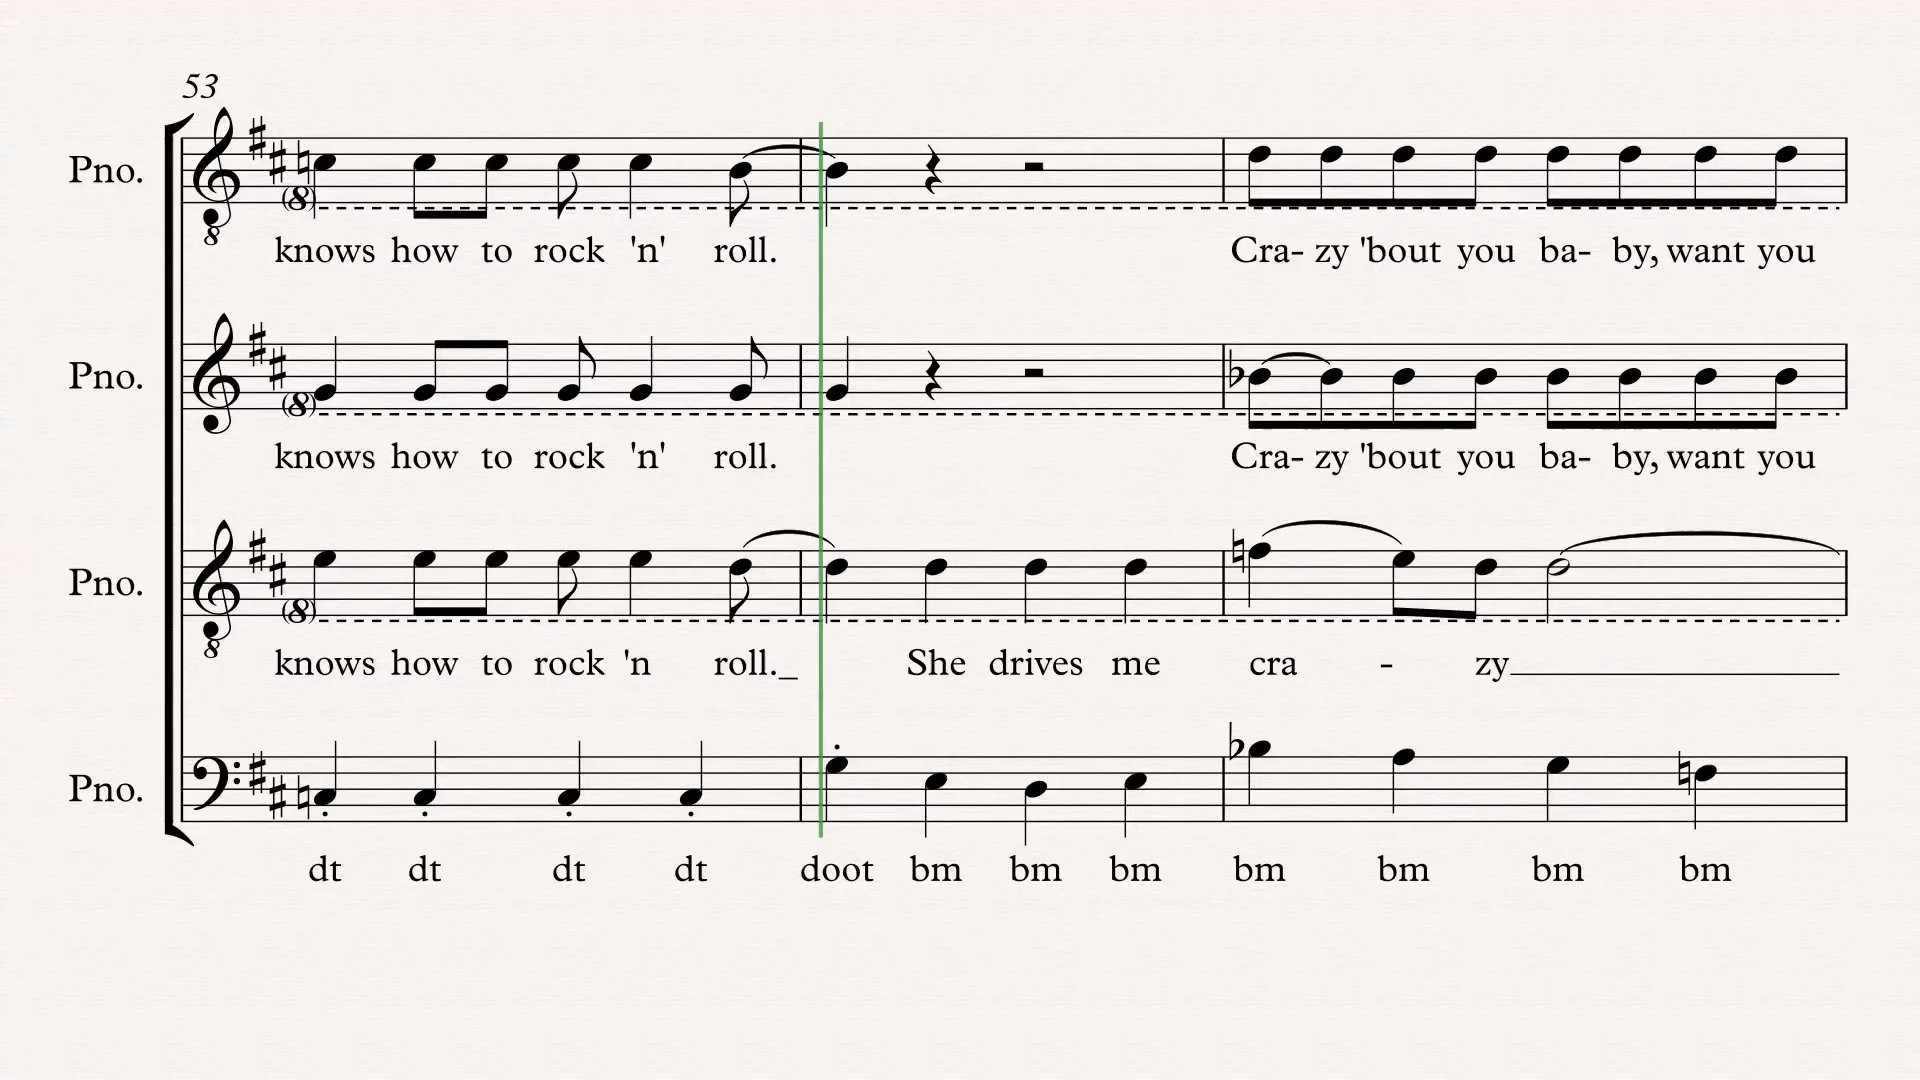 53
Pno.
(8)
8
knows how to rock 'n' roll. Cra- zy 'bout you ba- by, want you
Pno.
(8)
knows how to rock 'n' roll. Cra- zy 'bout you ba- by, want you
Pno.
(8)
8
knows how to rock 'n roll._ She drives me cra - zy
Pno.
dt dt dt dt doot bm bm bm bm bm bm bm